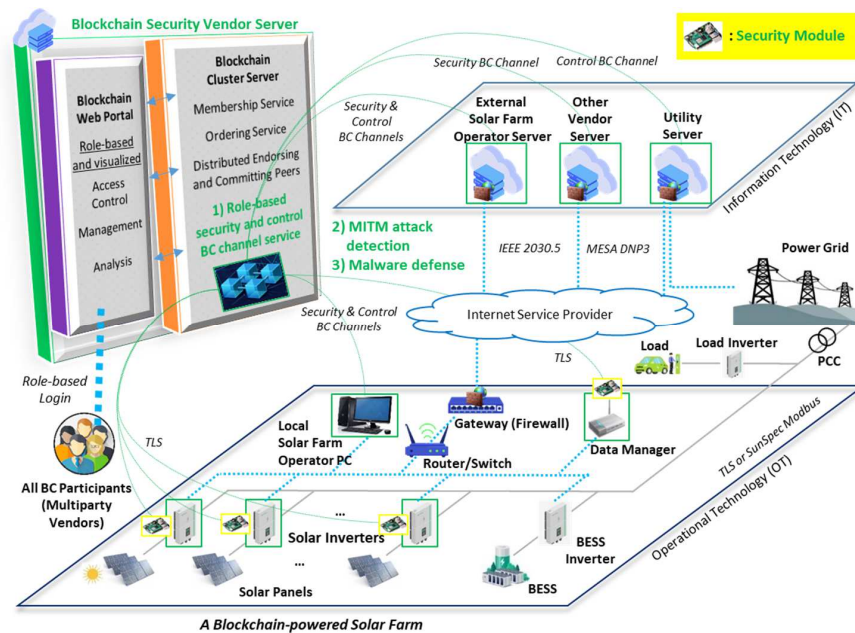 Blockchain Security Vendor Server
: Security Module
Blockchain
Web Portal
Role-based
and visualized
Access
Control
Management
Analysis
Blockchain
Cluster Server
Membership Service
Ordering Service
Distributed Endorsing
and Committing Peers
1) Role-based
security and control
BC channel service
2) MITM attack
detection
3) Malware defense
Security BC Channel
Control BC Channel
Security &
Control
BC Channels
External
Solar Farm
Operator Server
Other
Vendor
Server
Utility
Server
Information Technology (IT)
IEEE 2030.5
MESA DNP3
Power Grid
Internet Service Provider
Security & Control
BC Channels
TLS
Load
Load Inverter
PCC
Role-based
Login
TLS
All BC Participants
(Multiparty
Vendors)
Local
Solar Farm
Operator PC
Gateway (Firewall)
Router/Switch
Data Manager
TLS or SunSpec Modbus
Operational Technology (OT)
...
Solar Inverters
...
Solar Panels
BESS
Inverter
BESS
A Blockchain-powered Solar Farm